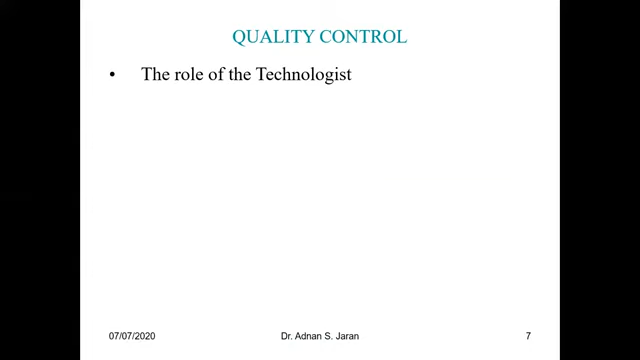 QUALITY CONTROL
• The role of the Technologist
07/07/2020 Dr. Adnan S. Jaran 7